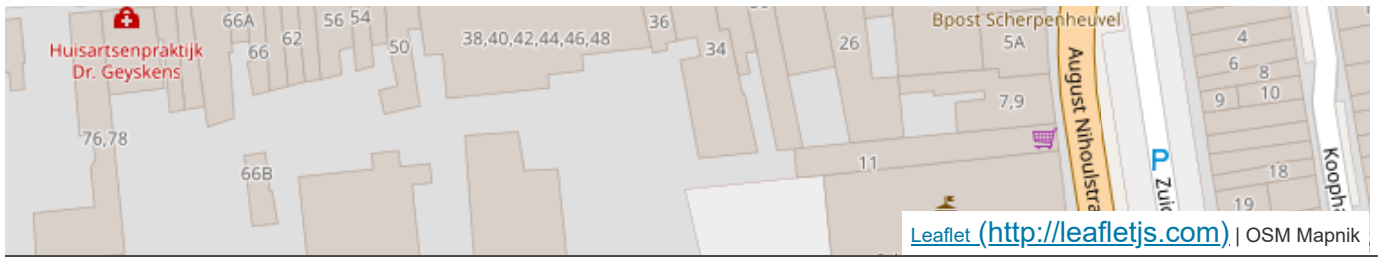 66A
56
54
36
Bpost Scherpenheuvel
Huisartsenpraktijk
Dr. Geyskens
66
62
50
38,40,42,44,46,48
34
26
5A
4
6
8
August Nihoulstra
7,9
9
10
76,78
66B
11
P
Zuid
Kooph
18
19
Leaflet (http://leafletjs.com) | OSM Mapnik